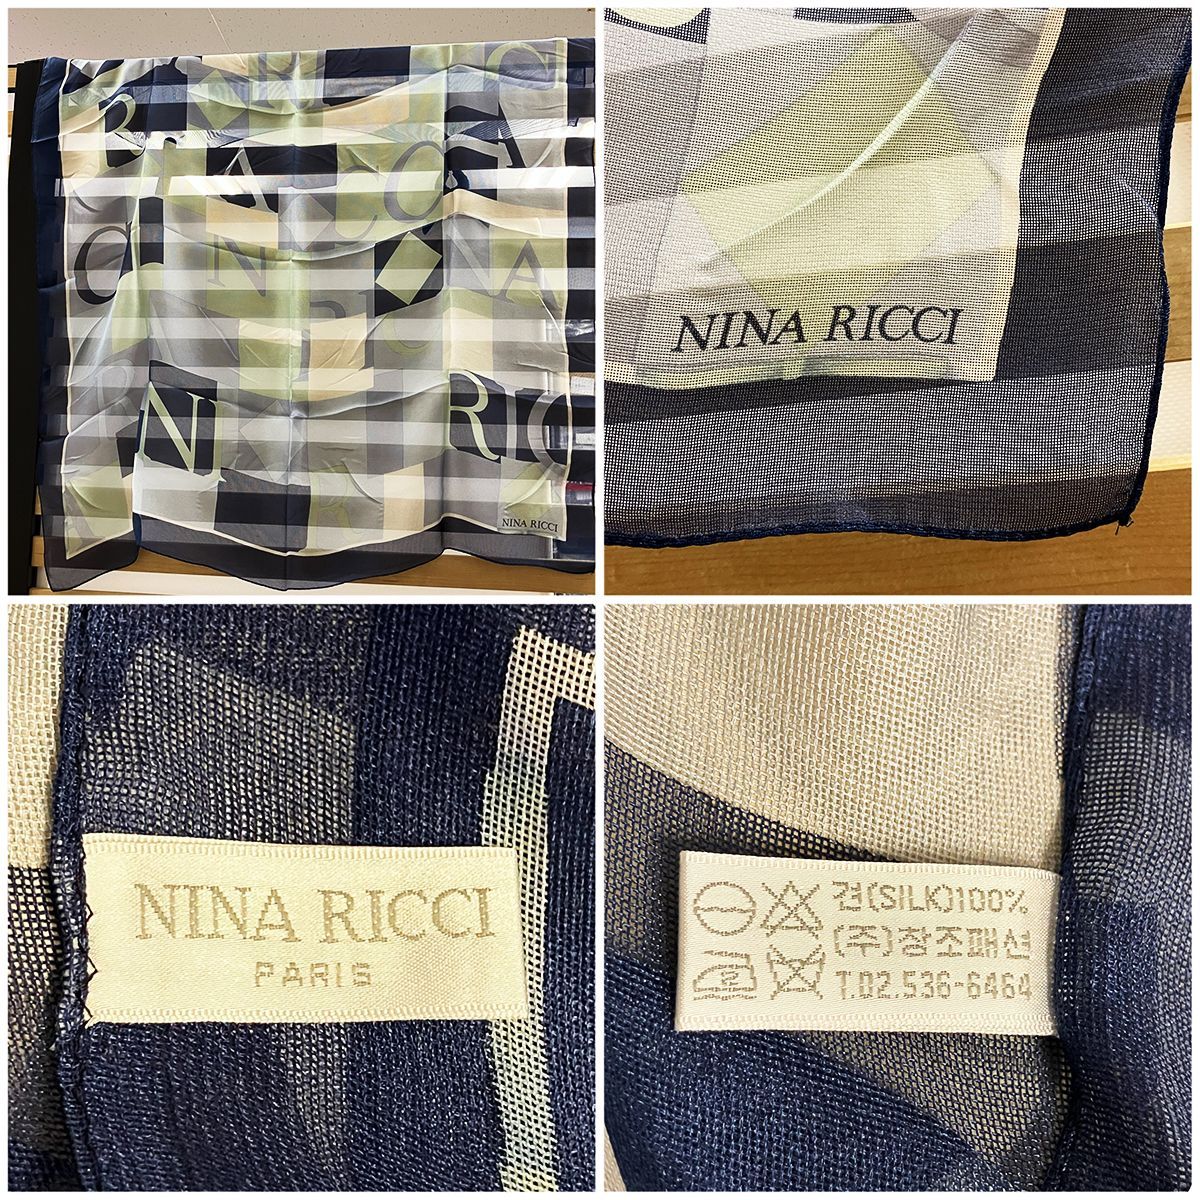 NINA RICCI
NINA RICCI
NINA RICCI
PARIS
견(SILK)100%
(주)창조패션
T.02.536-6464